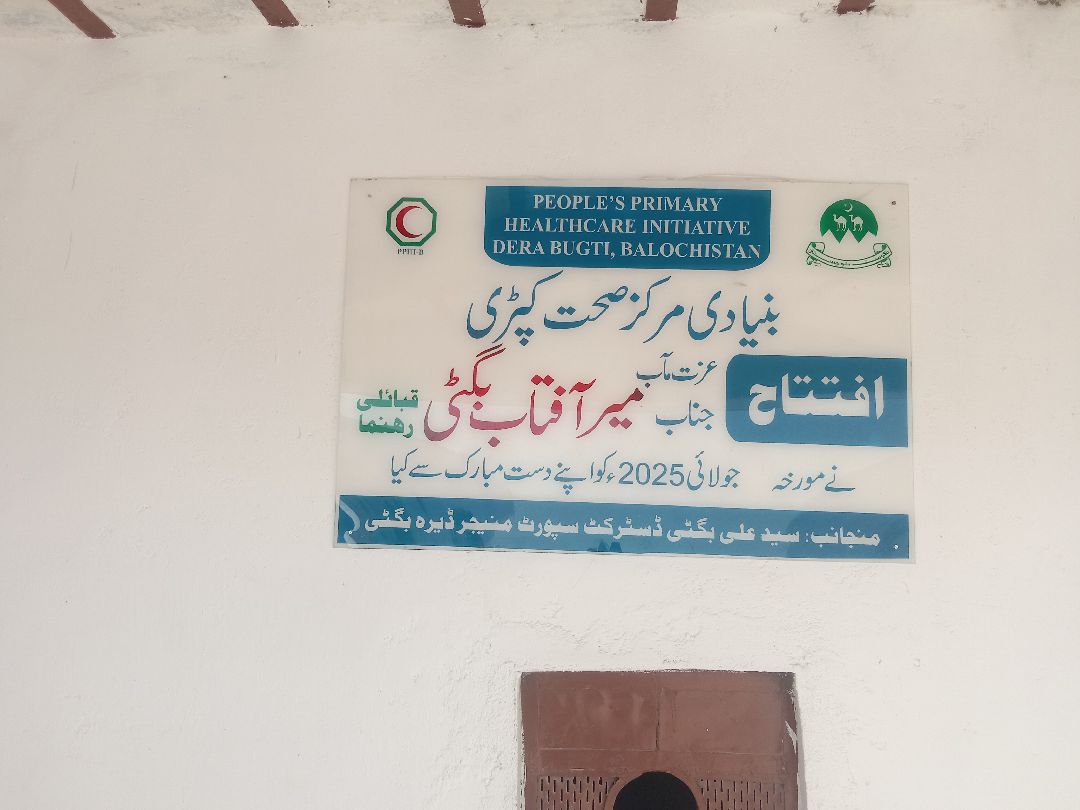 PEOPLE'S PRIMARY
HEALTHCARE INITIATIVE
DERA BUGTI, BALOCHISTAN
PPHI-B
بنیادی مرکز صحت کپڑی
افتتاح
عزت مآب
جناب
میر آفتاب بگٹی
قبائلی
رهنما
نے مورخہ جولائی 2025ء کو اپنے دست مبارک سے کیا
منجانب: سید علی بگٹی ڈسٹرکٹ سپورٹ منیجر ڈیرہ بگٹی